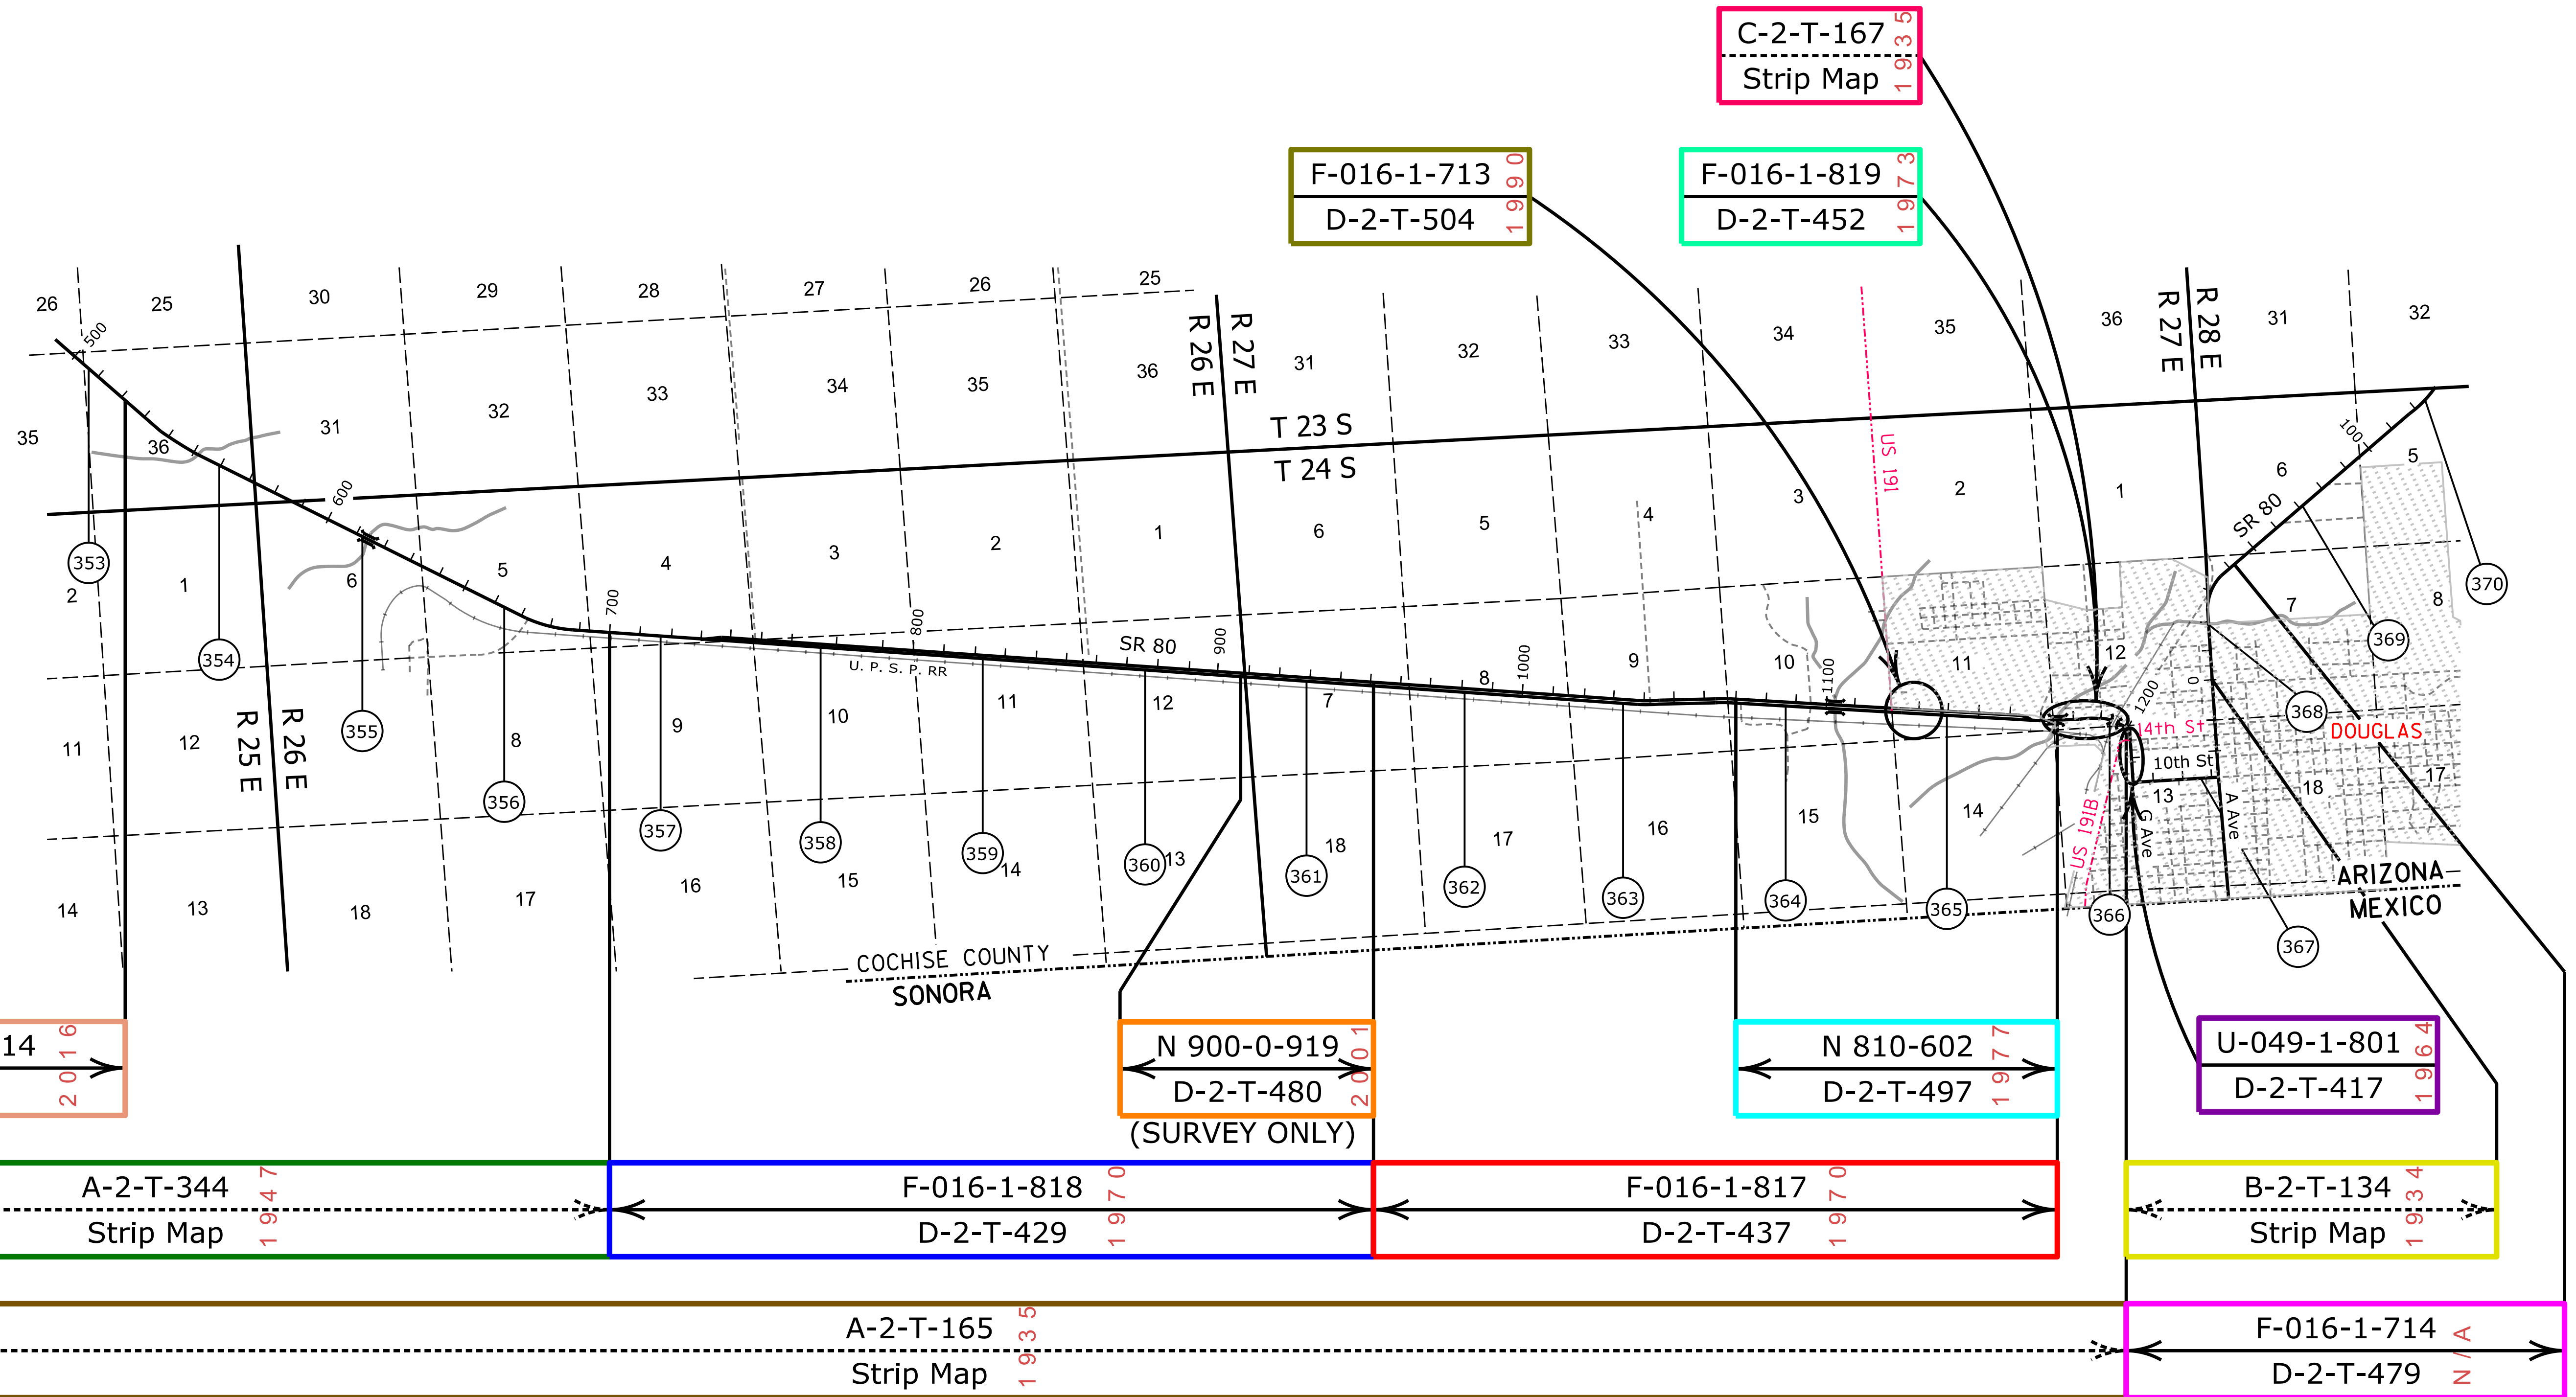 C-2-T-167
Strip Map
1935
F-016-1-713
D-2-T-504
1990
F-016-1-819
D-2-T-452
1973
26
25
30
29
28
27
26
25
R 26 E
R 27 E
31
32
33
34
35
36
R 27 E
R 28 E
31
32
500
35
36
31
32
33
34
35
36
T 23 S
T 24 S
US 191
100
600
353
2
1
6
5
4
3
2
1
6
5
4
3
2
1
6
5
SR 80
370
354
355
356
700
800
900
1000
1100
1200
0
SR 80
U. P. S. P. RR
7
8
369
368
11
12
R 25 E
R 26 E
8
9
10
11
12
7
8
9
10
11
12
14th St
DOUGLAS
10th St
357
358
359
360
361
362
363
364
365
366
367
14
13
18
17
16
15
14
13
18
17
16
15
14
13
18
17
US 191B
G Ave
A Ave
ARIZONA
MEXICO
COCHISE COUNTY
SONORA
14
2016
N 900-0-919
D-2-T-480
2001
(SURVEY ONLY)
N 810-602
D-2-T-497
1977
U-049-1-801
D-2-T-417
1964
A-2-T-344
Strip Map
1947
F-016-1-818
D-2-T-429
1970
F-016-1-817
D-2-T-437
1970
B-2-T-134
Strip Map
1934
A-2-T-165
Strip Map
1935
F-016-1-714
D-2-T-479
N/A